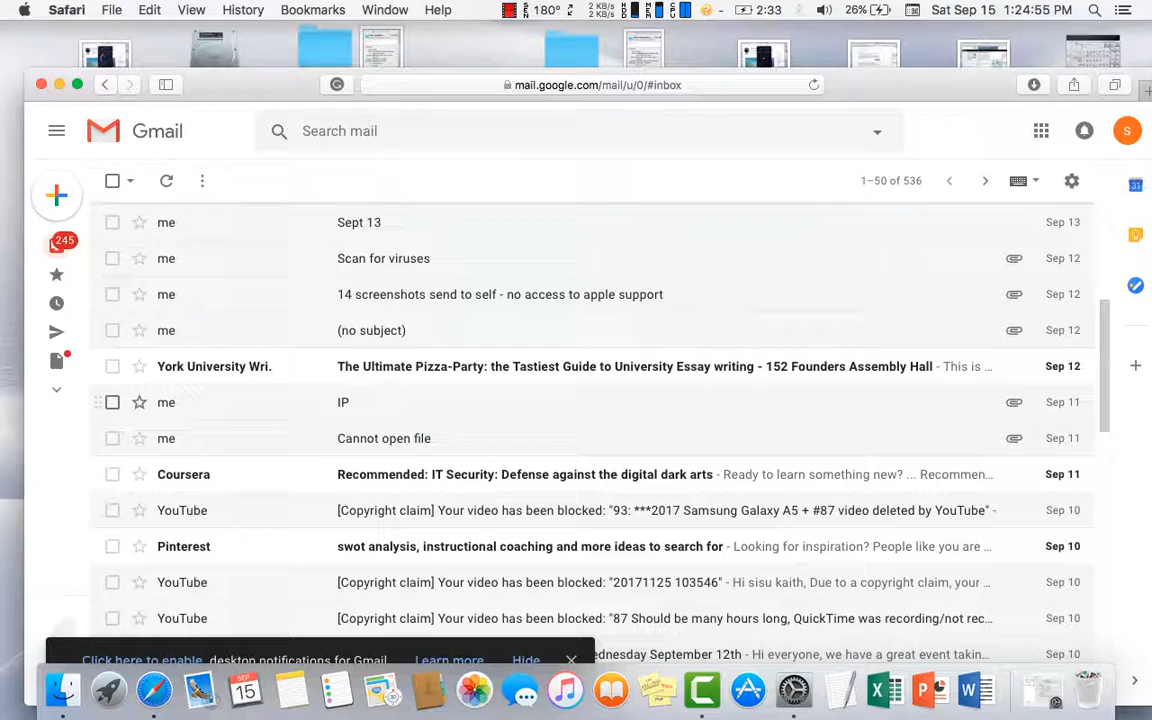 Safari File Edit View History Bookmarks Window Help 180° 2 KB/s 2 KB/s 2:33 26% Sat Sep 15 1:24:55 PM
mail.google.com/mail/u/0/#inbox
Gmail Search mail S
1–50 of 536
31
245
me Sept 13 Sep 13
me Scan for viruses Sep 12
me 14 screenshots send to self - no access to apple support Sep 12
me (no subject) Sep 12
York University Wri. The Ultimate Pizza-Party: the Tastiest Guide to University Essay writing - 152 Founders Assembly Hall - This is ... Sep 12
me IP Sep 11
me Cannot open file Sep 11
Coursera Recommended: IT Security: Defense against the digital dark arts - Ready to learn something new? ... Recommen... Sep 11
YouTube [Copyright claim] Your video has been blocked: "93: ***2017 Samsung Galaxy A5 + #87 video deleted by YouTube" - Sep 10
Pinterest swot analysis, instructional coaching and more ideas to search for - Looking for inspiration? People like you are ... Sep 10
YouTube [Copyright claim] Your video has been blocked: "20171125 103546" - Hi sisu kaith, Due to a copyright claim, your ... Sep 10
YouTube [Copyright claim] Your video has been blocked: "87 Should be many hours long, QuickTime was recording/not rec... Sep 10
September 12th - Hi everyone, we have a great event takin... Sep 10
Click here to enable desktop notifications for Gmail. Learn more Hide
SEP
15